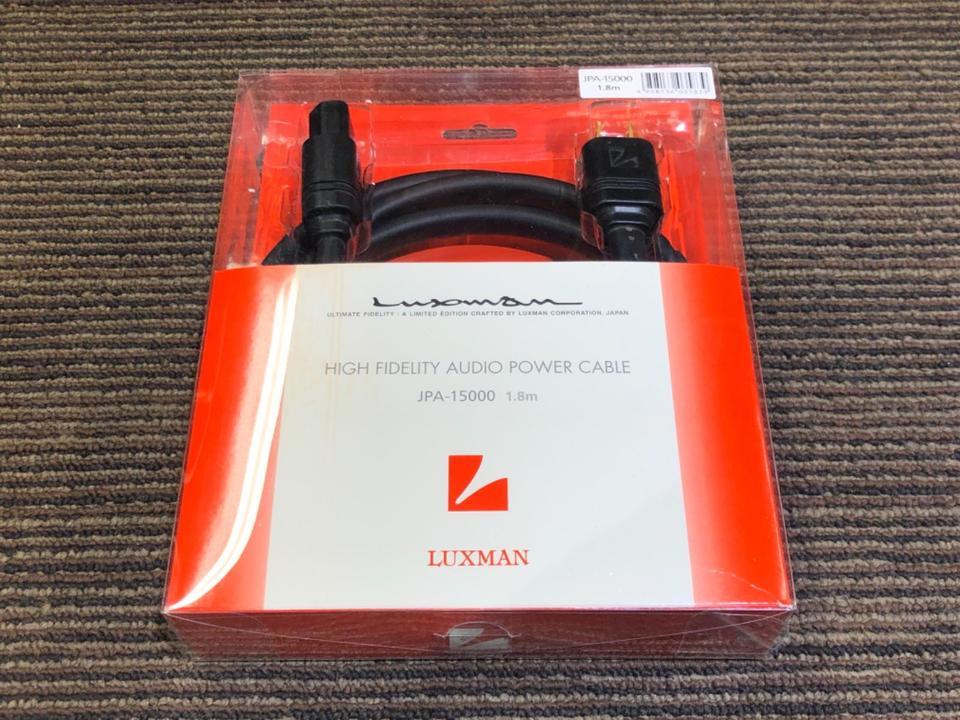 JPA-15000
1.8m
Luxman
ULTIMATE FIDELITY : A LIMITED EDITION CRAFTED BY LUXMAN CORPORATION, JAPAN
HIGH FIDELITY AUDIO POWER CABLE
JPA-15000 1.8m
LUXMAN